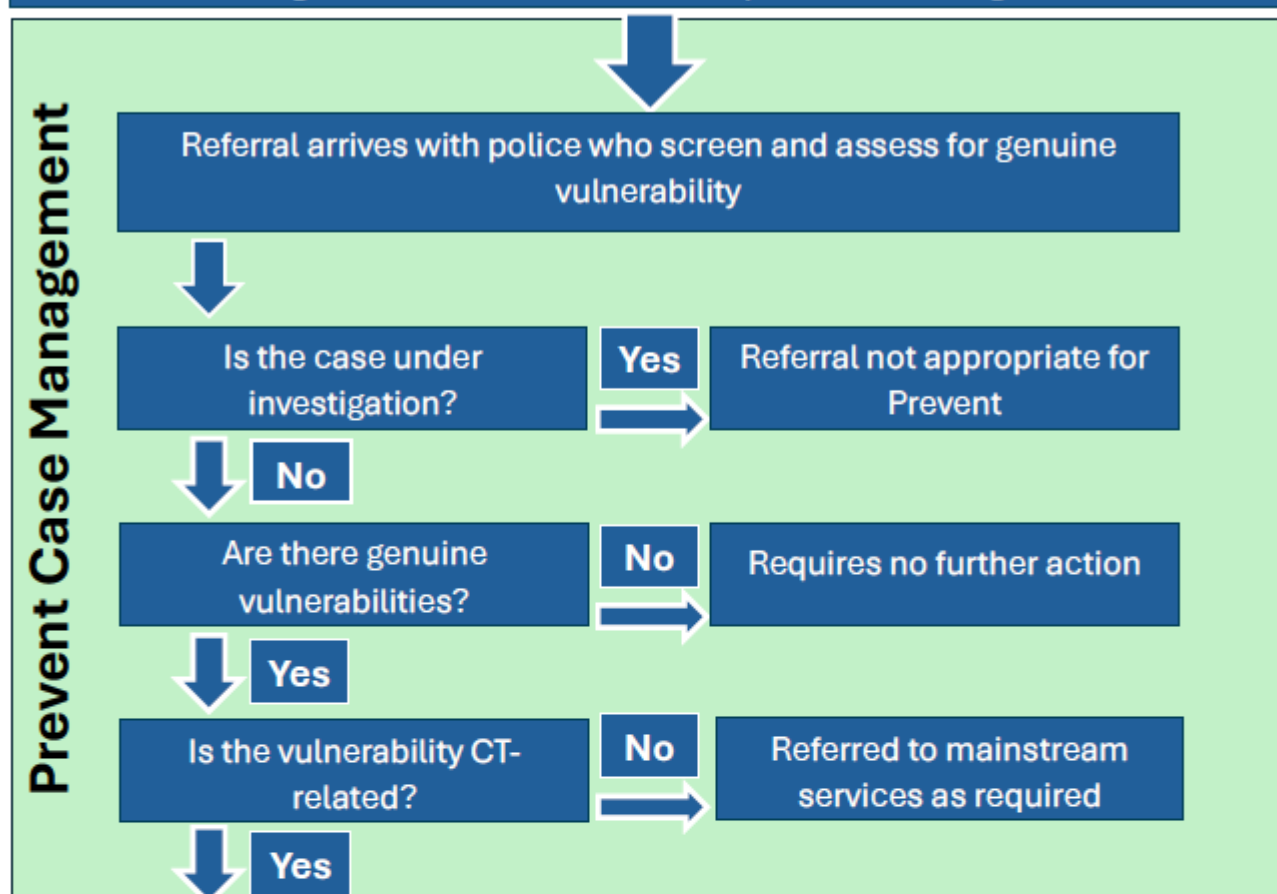 Referral arrives with police who screen and assess for genuine
vulnerability
Is the case under
investigation?
Yes
Referral not appropriate for
Prevent
No
Are there genuine
vulnerabilities?
No
Requires no further action
Yes
Is the vulnerability CT-
related?
No
Referred to mainstream
services as required
Yes
Prevent Case Management